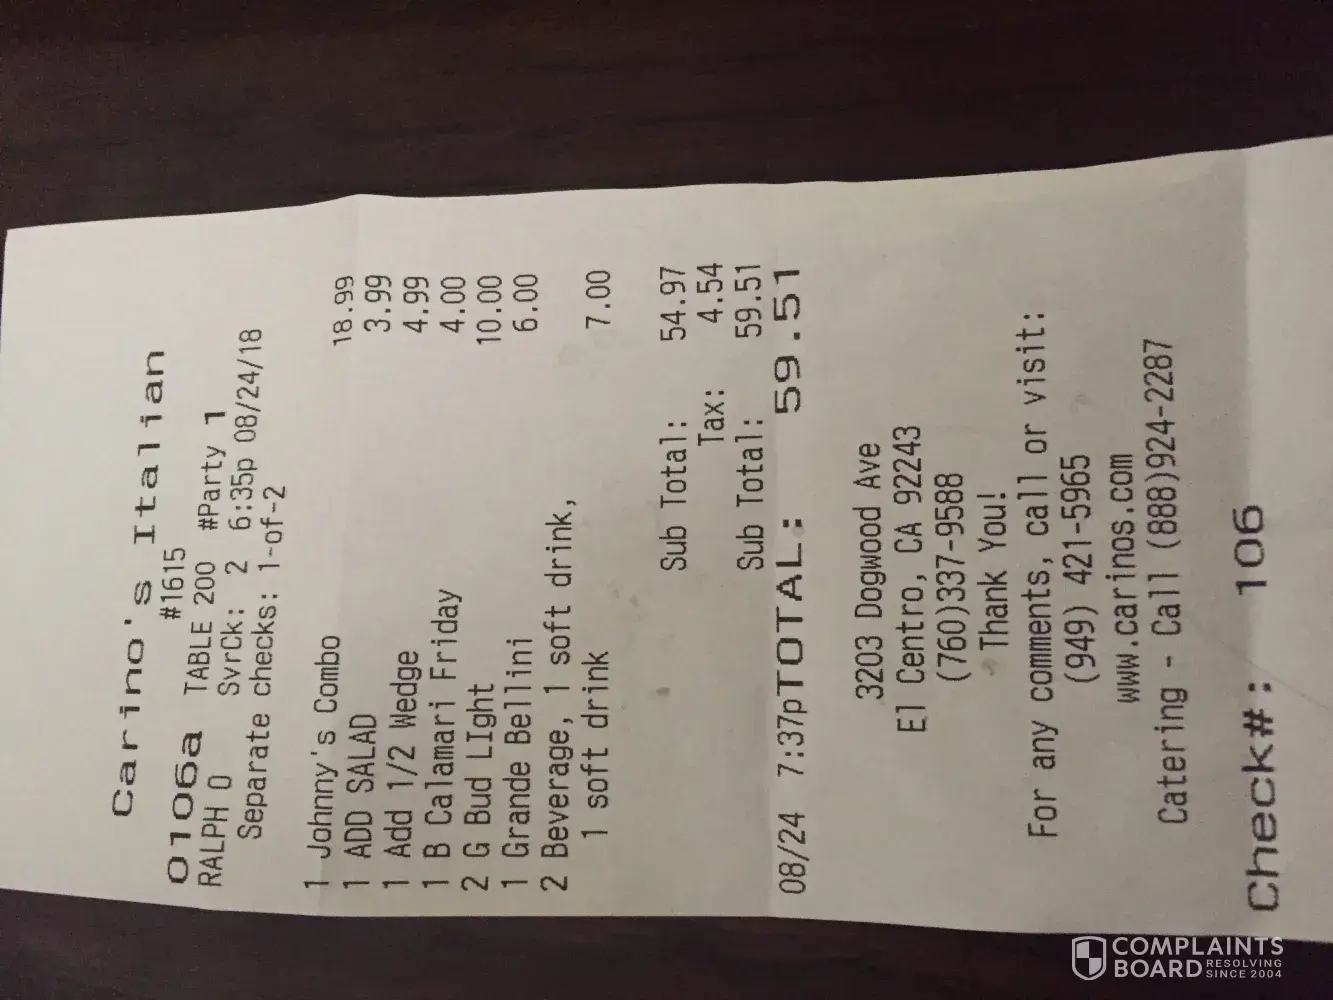 Carino's Italian
#1615
0106a TABLE 200 #Party 1
RALPH O SvrCk: 2 6:35p 08/24/18
Separate checks: 1-of-2
1 Johnny's Combo 18.99
1 ADD SALAD 3.99
1 Add 1/2 Wedge 4.99
1 B Calamari Friday 4.00
2 G Bud LIght 10.00
1 Grande Bellini 6.00
2 Beverage, 1 soft drink,
1 soft drink 7.00
Sub Total: 54.97
Tax: 4.54
Sub Total: 59.51
08/24 7:37pTOTAL: 59.51
3203 Dogwood Ave
El Centro, CA 92243
(760)337-9588
Thank You!
For any comments, call or visit:
(949) 421-5965
www.carinos.com
Catering - Call (888)924-2287
Check#: 106
COMPLAINTS
BOARD RESOLVING
SINCE 2004